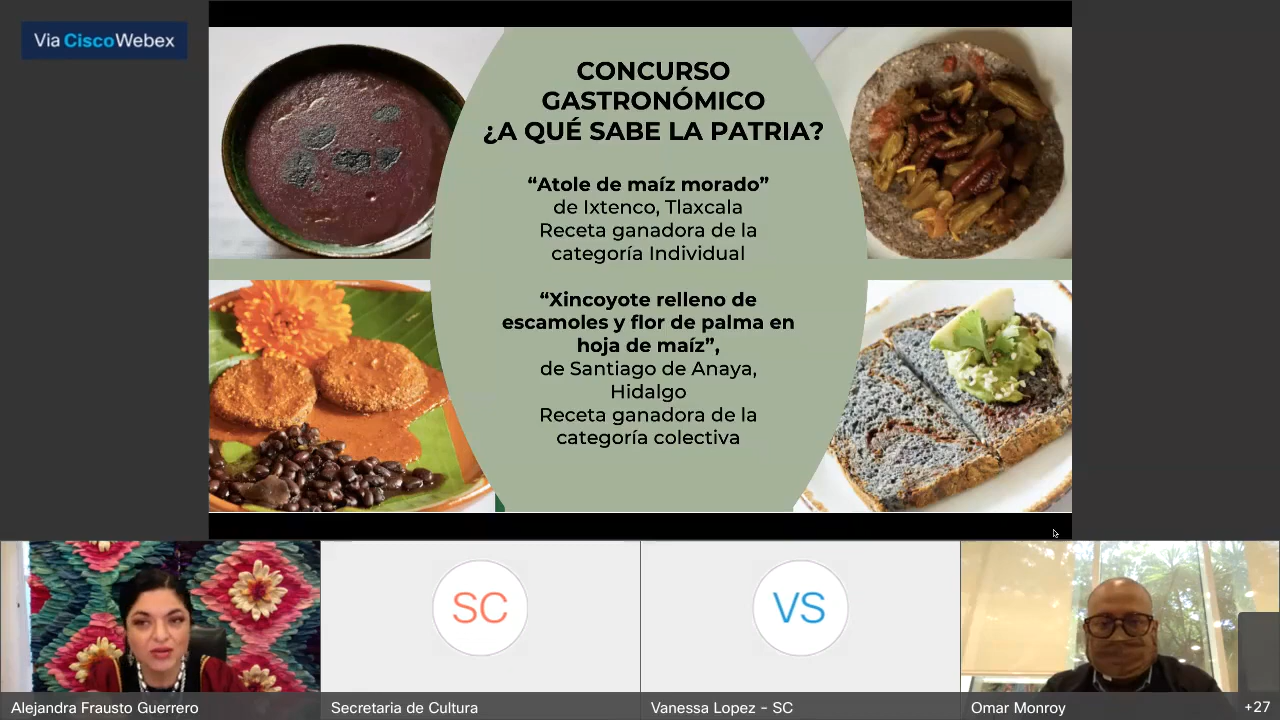 Via Cisco Webex
CONCURSO
GASTRONÓMICO
¿A QUÉ SABE LA PATRIA?
“Atole de maíz morado”
de Ixtenco, Tlaxcala
Receta ganadora de la
categoría Individual
“Xincoyote relleno de
escamoles y flor de palma en
hoja de maíz”,
de Santiago de Anaya,
Hidalgo
Receta ganadora de la
categoría colectiva
SC
VS
Alejandra Frausto Guerrero
Secretaria de Cultura
Vanessa Lopez - SC
Omar Monroy
+27